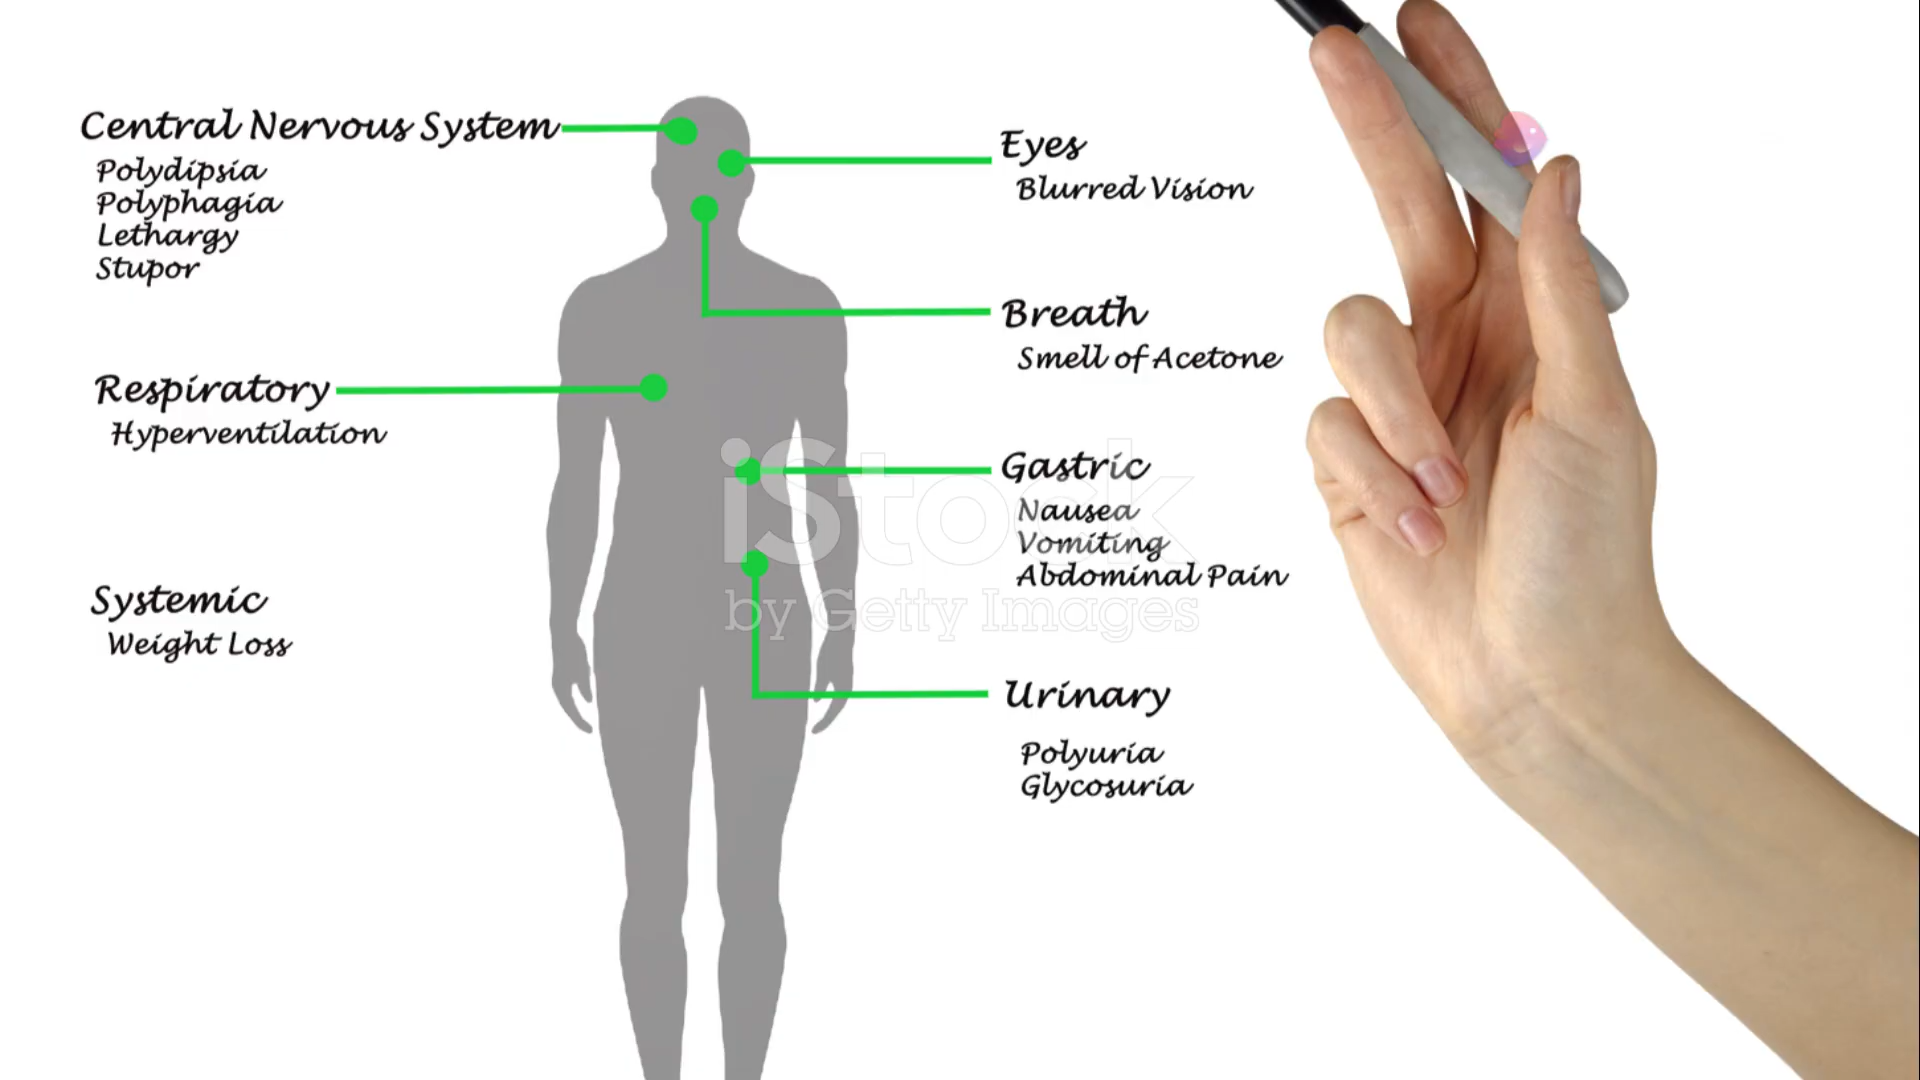 Central Nervous System
Polydipsia
Polyphagia
Lethargy
Stupor
Respiratory
Hyperventilation
Systemic
Weight Loss
Eyes
Blurred Vision
Breath
Smell of Acetone
Gastric
Nausea
Vomiting
Abdominal Pain
Urinary
Polyuria
Glycosuria
iStock
by Getty Images